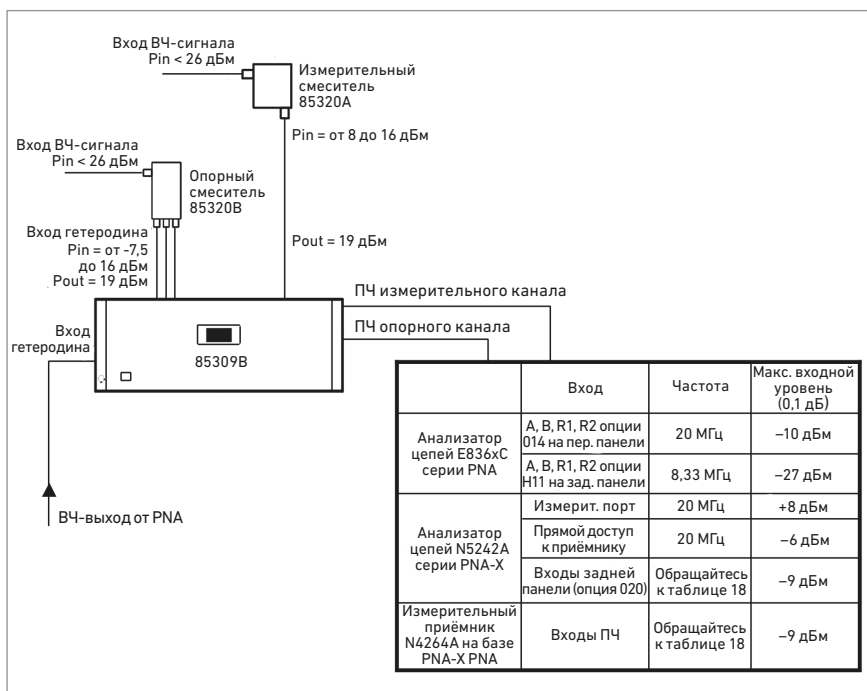 Вход ВЧ-сигнала
Pin < 26 дБм
Измерительный
смеситель
85320A
Pin = от 8 до 16 дБм
Вход ВЧ-сигнала
Pin < 26 дБм
Опорный
смеситель
85320B
Вход гетеродина
Pin = от -7,5
до 16 дБм
Pout = 19 дБм
Pout = 19 дБм
ПЧ измерительного канала
ПЧ опорного канала
Вход
гетеродина
85309B
ВЧ-выход от PNA
Вход
Частота
Макс. входной
уровень
(0,1 дБ)
Анализатор
цепей E836xC
серии PNA
A, B, R1, R2 опции
014 на пер. панели
20 МГц
–10 дБм
A, B, R1, R2 опции
H11 на зад. панели
8,33 МГц
–27 дБм
Анализатор
цепей N5242A
серии PNA-X
Измерит. порт
20 МГц
+8 дБм
Прямой доступ
к приёмнику
20 МГц
–6 дБм
Входы задней
панели (опция 020)
Обращайтесь
к таблице 18
–9 дБм
Измерительный
приёмник
N4264A на базе
PNA-X PNA
Входы ПЧ
Обращайтесь
к таблице 18
–9 дБм